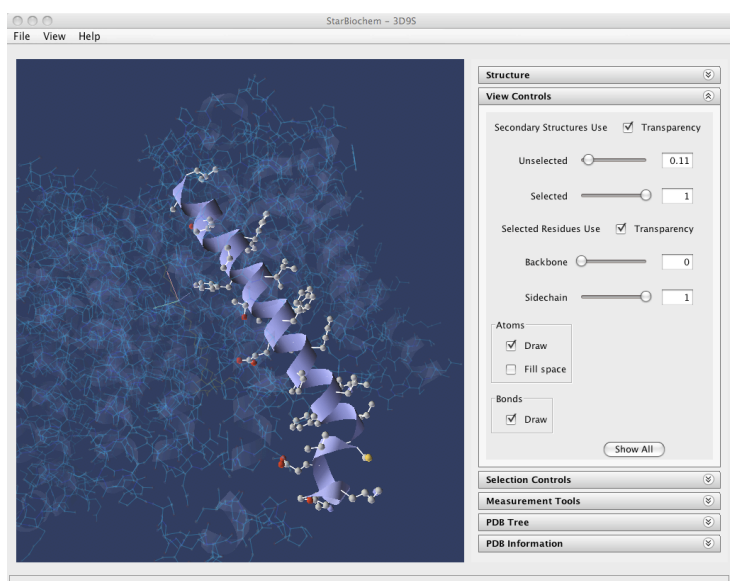 StarBiochem - 3D9S
File View Help
Structure
View Controls
Secondary Structures Use Transparency
Unselected 0.11
Selected 1
Selected Residues Use Transparency
Backbone 0
Sidechain 1
Atoms
Draw
Fill space
Bonds
Draw
Show All
Selection Controls
Measurement Tools
PDB Tree
PDB Information